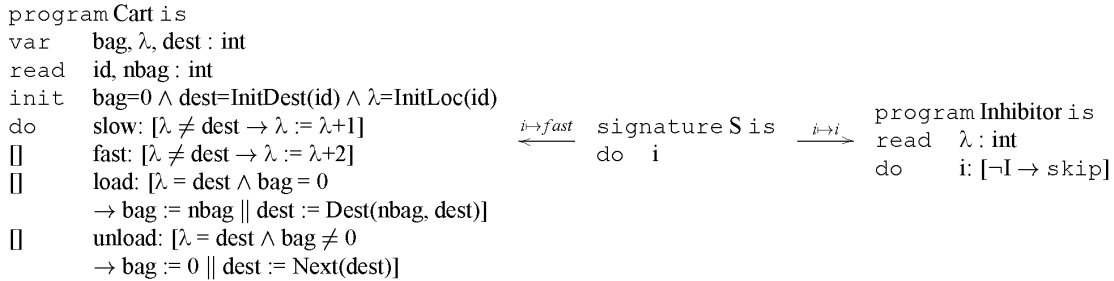 program Cart is
var bag, λ, dest : int
read id, nbag : int
init bag=0 ∧ dest=InitDest(id) ∧ λ=InitLoc(id)
do slow: [λ ≠ dest → λ := λ+1]
[] fast: [λ ≠ dest → λ := λ+2]
[] load: [λ = dest ∧ bag = 0
→ bag := nbag || dest := Dest(nbag, dest)]
[] unload: [λ = dest ∧ bag ≠ 0
→ bag := 0 || dest := Next(dest)]
i↦fast
signature S is
do i
i↦i
program Inhibitor is
read λ : int
do i: [¬I → skip]